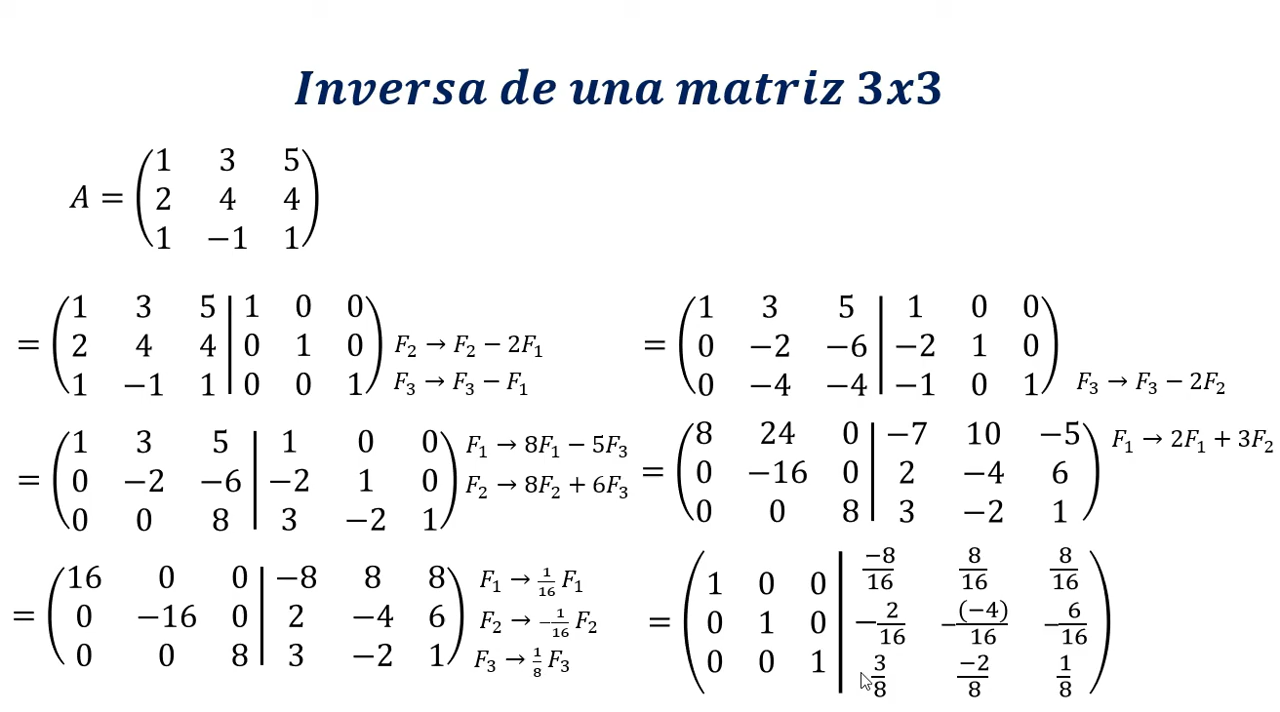 Inversa de una matriz 3x3
A = (1 3 5
2 4 4
1 −1 1)
= (1 3 5 | 1 0 0
2 4 4 | 0 1 0
1 −1 1 | 0 0 1)
F₂ → F₂ − 2F₁
F₃ → F₃ − F₁
= (1 3 5 | 1 0 0
0 −2 −6 | −2 1 0
0 −4 −4 | −1 0 1)
F₃ → F₃ − 2F₂
= (1 3 5 | 1 0 0
0 −2 −6 | −2 1 0
0 0 8 | 3 −2 1)
F₁ → 8F₁ − 5F₃
F₂ → 8F₂ + 6F₃
= (8 24 0 | −7 10 −5
0 −16 0 | 2 −4 6
0 0 8 | 3 −2 1)
F₁ → 2F₁ + 3F₂
= (16 0 0 | −8 8 8
0 −16 0 | 2 −4 6
0 0 8 | 3 −2 1)
F₁ → 1/16 F₁
F₂ → −1/16 F₂
F₃ → 1/8 F₃
= (1 0 0 | −8/16 8/16 8/16
0 1 0 | −2/16 −(−4)/16 −6/16
0 0 1 | 3/8 −2/8 1/8)